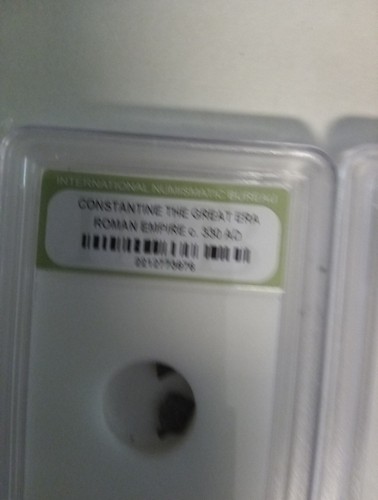 INTERNATIONAL NUMISMATIC BUREAU
CONSTANTINE THE GREAT ERA
ROMAN EMPIRE c. 330 AD